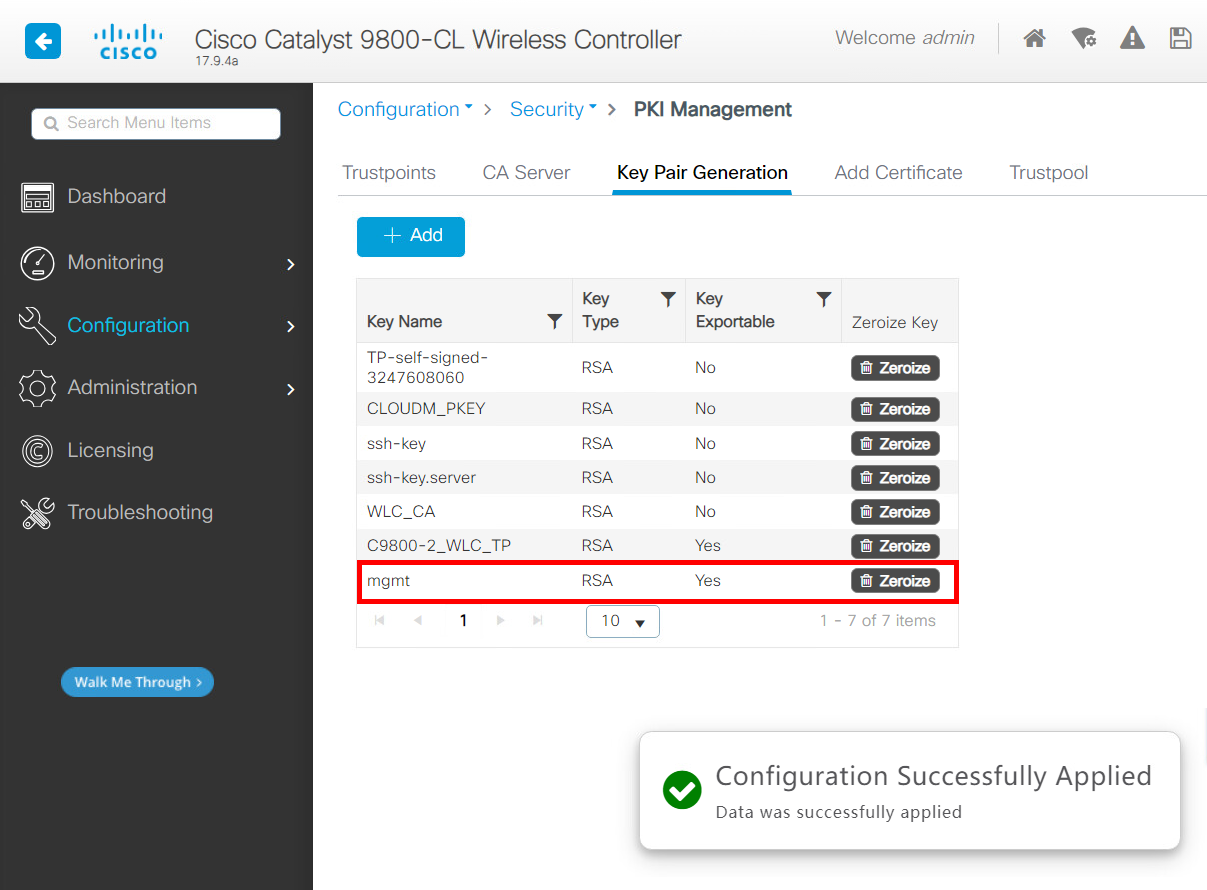 CISCO
Cisco Catalyst 9800-CL Wireless Controller
17.9.4a
Welcome admin
Search Menu Items
Dashboard
Monitoring
Configuration
Administration
Licensing
Troubleshooting
Walk Me Through >
Configuration > Security > PKI Management
Trustpoints CA Server Key Pair Generation Add Certificate Trustpool
+ Add
Key Name Key Type Key Exportable Zeroize Key
TP-self-signed-
3247608060 RSA No Zeroize
CLOUDM_PKEY RSA No Zeroize
ssh-key RSA No Zeroize
ssh-key.server RSA No Zeroize
WLC_CA RSA No Zeroize
C9800-2_WLC_TP RSA Yes Zeroize
mgmt RSA Yes Zeroize
1 10 1 - 7 of 7 items
Configuration Successfully Applied
Data was successfully applied